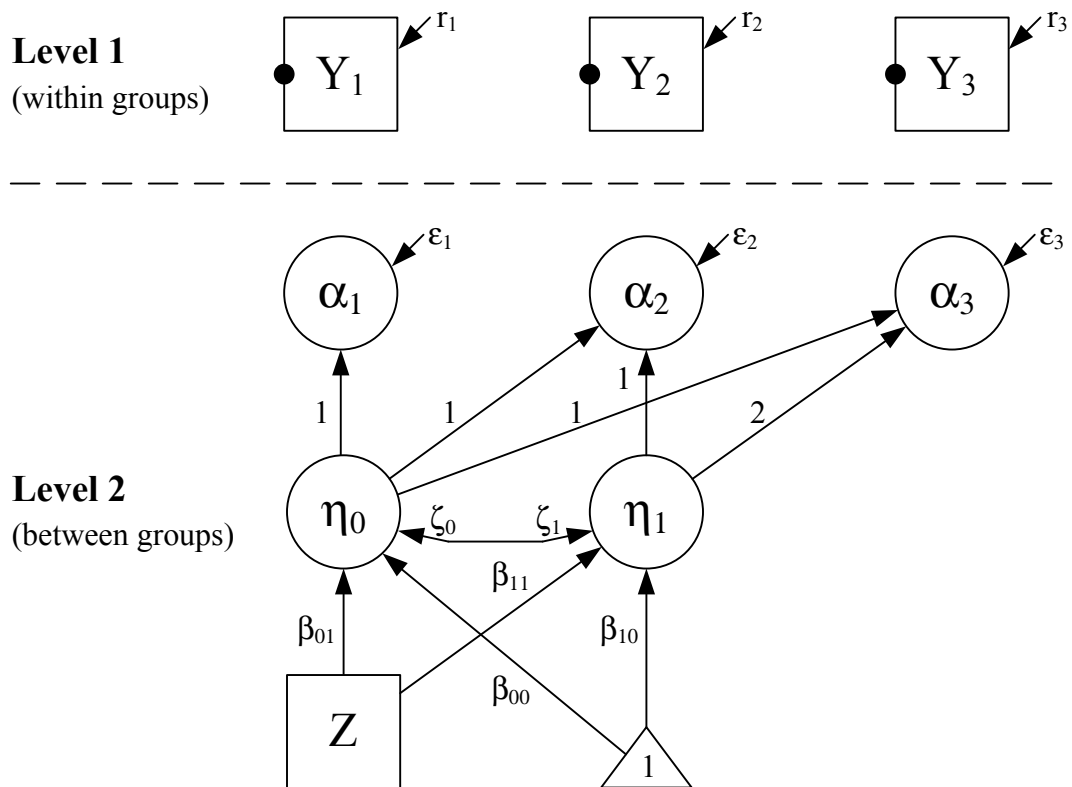 r₁ r₂ r₃
Level 1 Y₁ Y₂ Y₃
(within groups)
ε₁ ε₂ ε₃
α₁ α₂ α₃
1 1 1 1 2
Level 2
(between groups)
η₀ ζ₀ ζ₁ η₁
β₁₁
β₀₁ β₁₀
β₀₀
Z 1